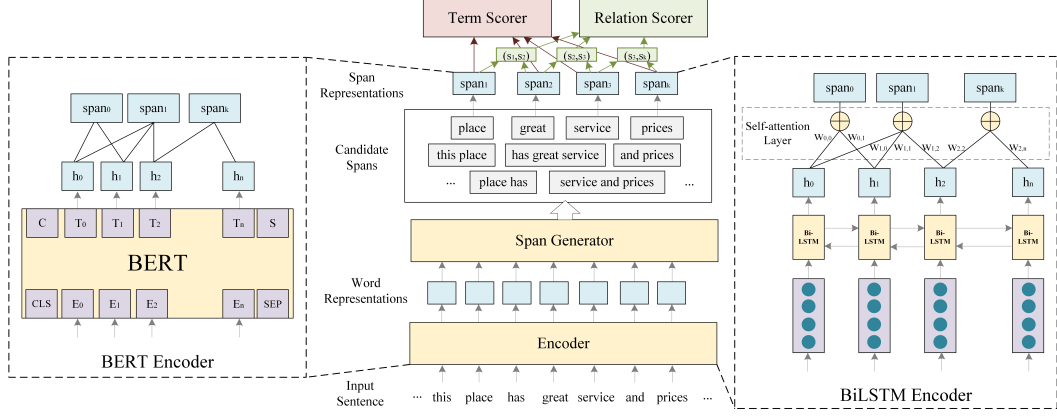 Term Scorer
Relation Scorer
(s₁,s₂)
(s₂,s₃)
(s₃,sₖ)
Span
Representations
span₁
span₂
span₃
spanₖ
Candidate
Spans
place
great
service
prices
this place
has great service
and prices
...
place has
service and prices
...
Span Generator
Word
Representations
Encoder
Input
Sentence
... this place has great service and prices ...
span₀
span₁
spanₖ
h₀
h₁
h₂
hₙ
C
T₀
T₁
T₂
Tₙ
S
BERT
CLS
E₀
E₁
E₂
Eₙ
SEP
BERT Encoder
span₀
span₁
spanₖ
Self-attention
Layer
W₀,₀
W₀,₁
W₁,₀
W₁,₁
W₁,₂
W₂,₂
W₂,ₙ
h₀
h₁
h₂
hₙ
Bi-
LSTM
Bi-
LSTM
Bi-
LSTM
Bi-
LSTM
BiLSTM Encoder